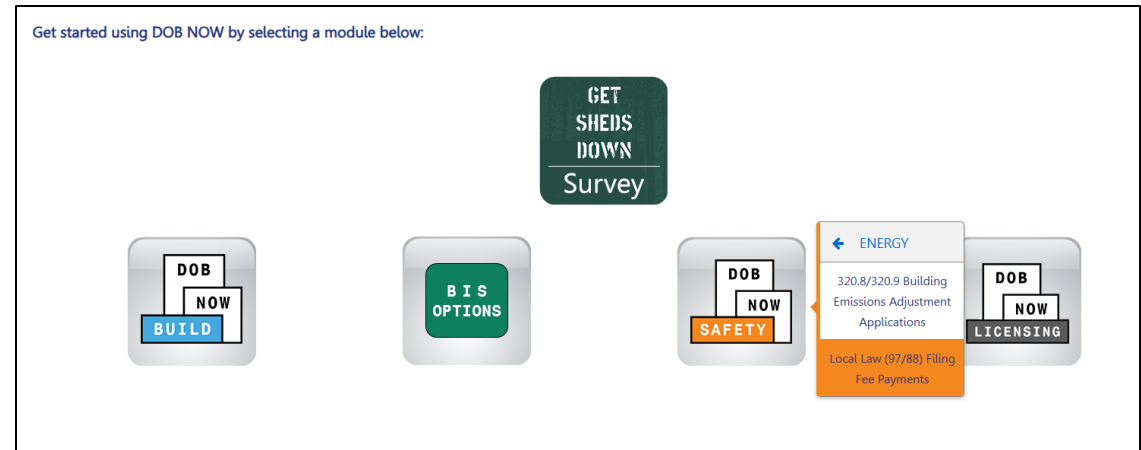 Get started using DOB NOW by selecting a module below:
GET
SHEDS
DOWN
Survey
DOB
NOW
BUILD
BIS
OPTIONS
DOB
NOW
SAFETY
ENERGY
320.8/320.9 Building
Emissions Adjustment
Applications
Local Law (97/88) Filing
Fee Payments
DOB
NOW
LICENSING